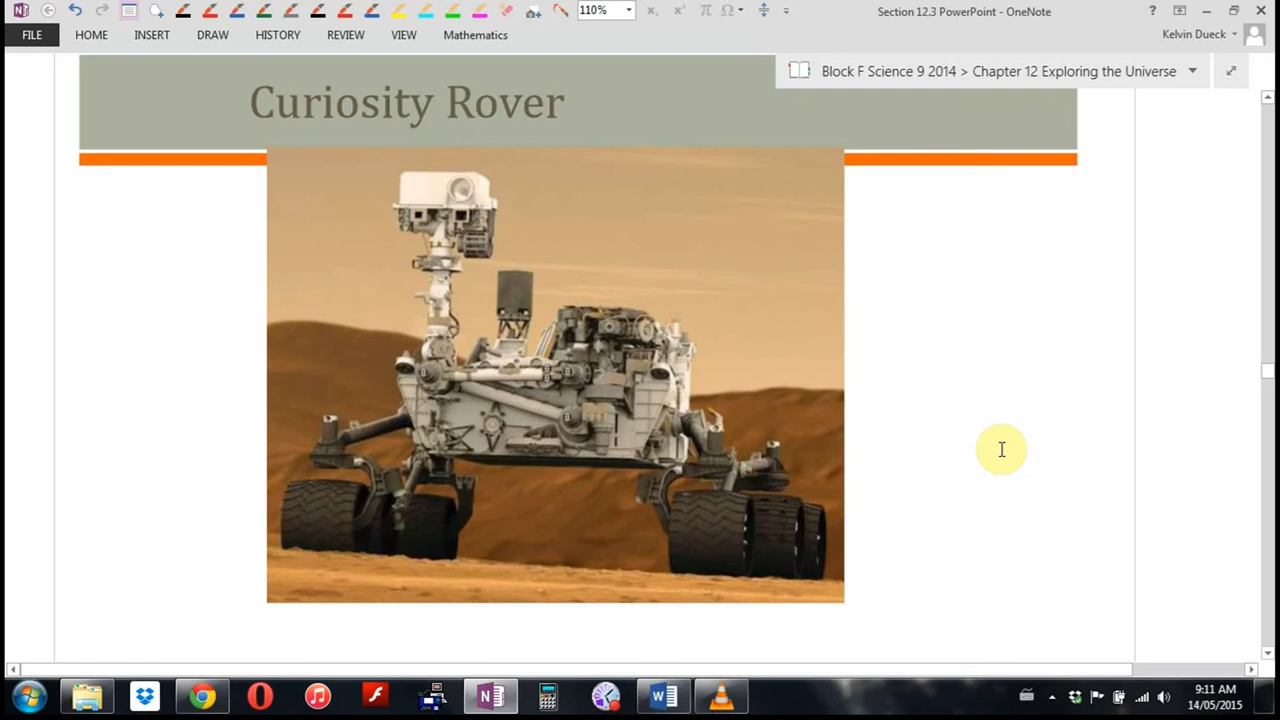 110%
Section 12.3 PowerPoint - OneNote
FILE HOME INSERT DRAW HISTORY REVIEW VIEW Mathematics
Kelvin Dueck
Block F Science 9 2014 > Chapter 12 Exploring the Universe
Curiosity Rover
9:11 AM
14/05/2015